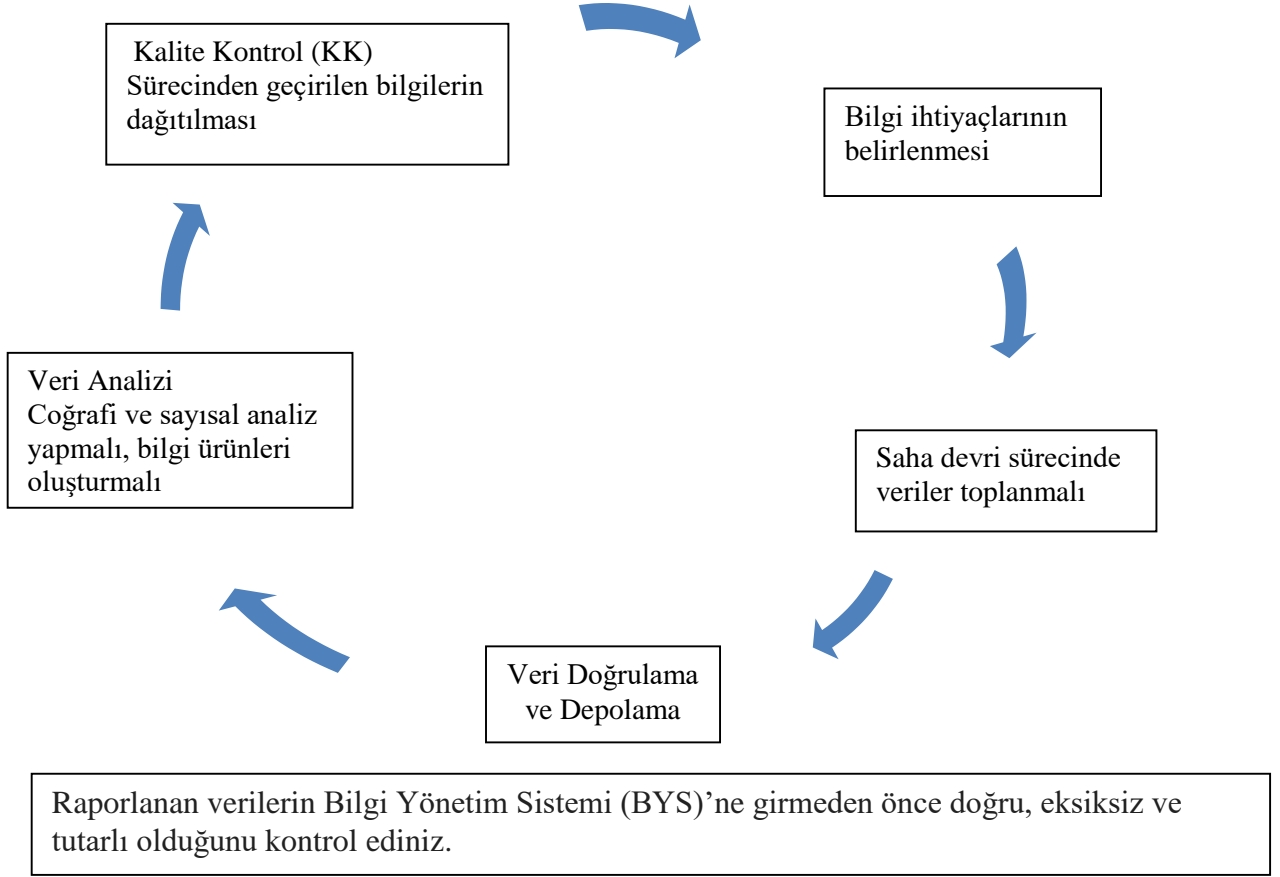 Kalite Kontrol (KK)
Sürecinden geçirilen bilgilerin
dağıtılması
Bilgi ihtiyaçlarının
belirlenmesi
Saha devri sürecinde
veriler toplanmalı
Veri Doğrulama
ve Depolama
Veri Analizi
Coğrafi ve sayısal analiz
yapmalı, bilgi ürünleri
oluşturmalı
Raporlanan verilerin Bilgi Yönetim Sistemi (BYS)’ne girmeden önce doğru, eksiksiz ve
tutarlı olduğunu kontrol ediniz.